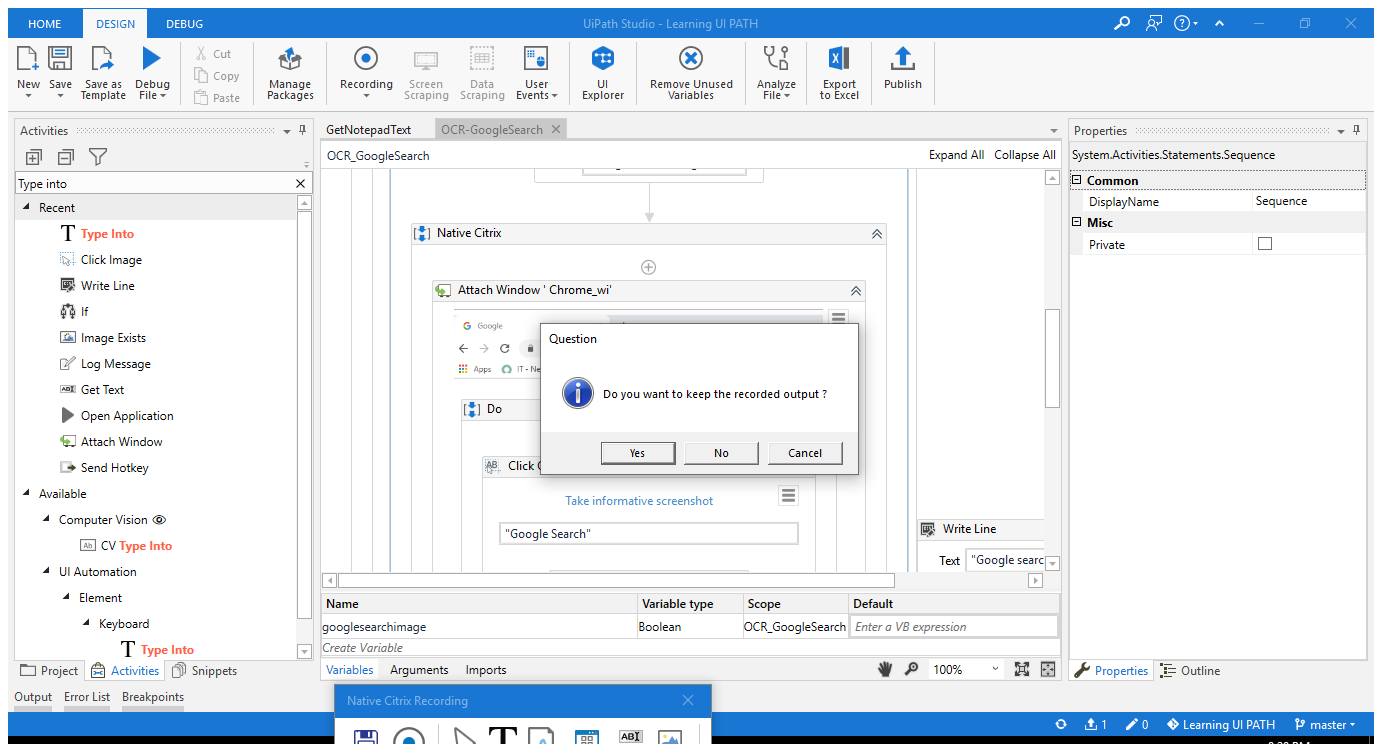 HOME DESIGN DEBUG UiPath Studio - Learning UI PATH
New Save Save as Template Debug File
Cut
Copy
Paste
Manage Packages Recording Screen Scraping Data Scraping User Events UI Explorer Remove Unused Variables Analyze File Export to Excel Publish
Activities
Type into
Recent
Type Into
Click Image
Write Line
If
Image Exists
Log Message
Get Text
Open Application
Attach Window
Send Hotkey
Available
Computer Vision
CV Type Into
UI Automation
Element
Keyboard
Type Into
Project Activities Snippets
Output Error List Breakpoints
GetNotepadText OCR-GoogleSearch
OCR_GoogleSearch Expand All Collapse All
Native Citrix
Attach Window ' Chrome_wi'
Google
Apps IT - Ne
Do
Click
Take informative screenshot
"Google Search"
Write Line
Text "Google searc
Question
Do you want to keep the recorded output ?
Yes No Cancel
Name Variable type Scope Default
googlesearchimage Boolean OCR_GoogleSearch Enter a VB expression
Create Variable
Variables Arguments Imports 100%
Properties
System.Activities.Statements.Sequence
Common
DisplayName Sequence
Misc
Private
Properties Outline
Native Citrix Recording
1 0 Learning UI PATH master